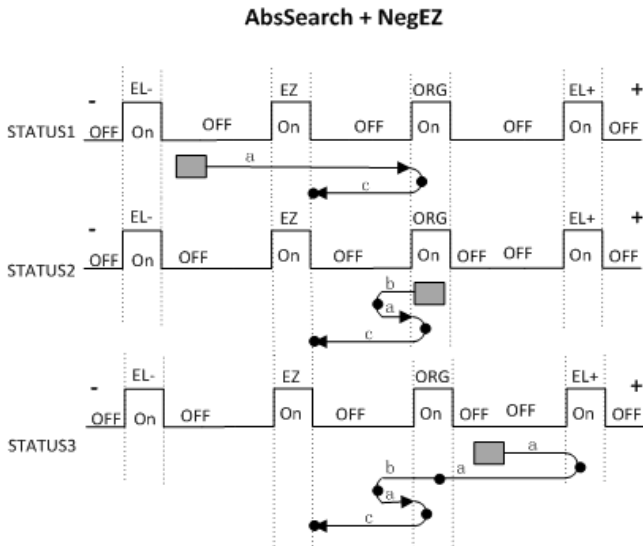 AbsSearch + NegEZ
EL- EZ ORG EL+
- +
STATUS1 OFF On OFF On OFF On OFF On OFF
a
c
EL- EZ ORG EL+
- +
STATUS2 OFF On OFF On OFF On OFF OFF On OFF
b
a
c
EL- EZ ORG EL+
- +
OFF On OFF On OFF On OFF OFF On OFF
STATUS3
a
b a
a
c